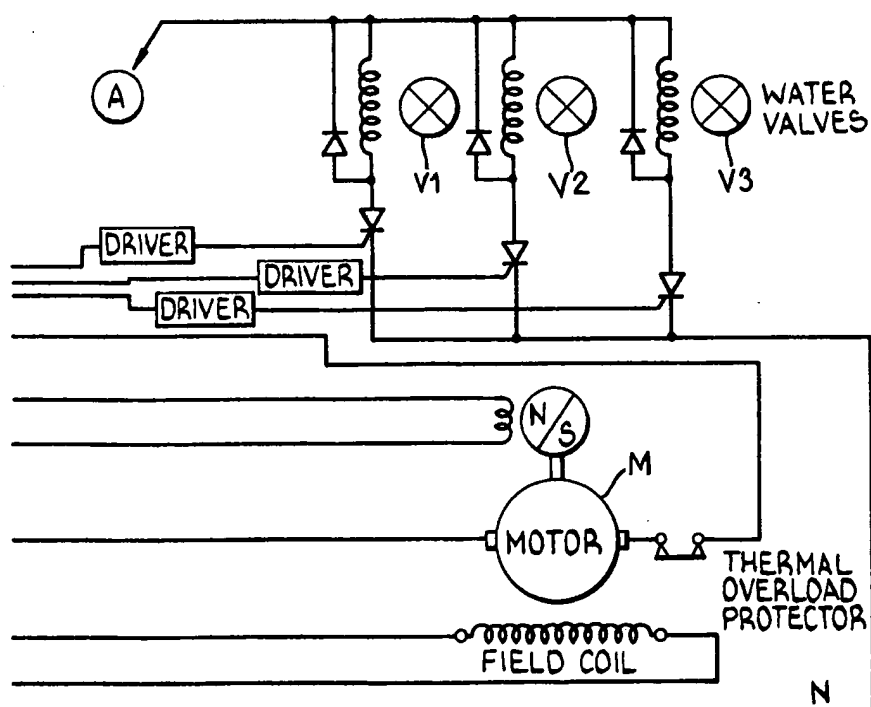 A
WATER
VALVES
V1
V2
V3
DRIVER
DRIVER
DRIVER
N/S
M
MOTOR
THERMAL
OVERLOAD
PROTECTOR
FIELD COIL
N